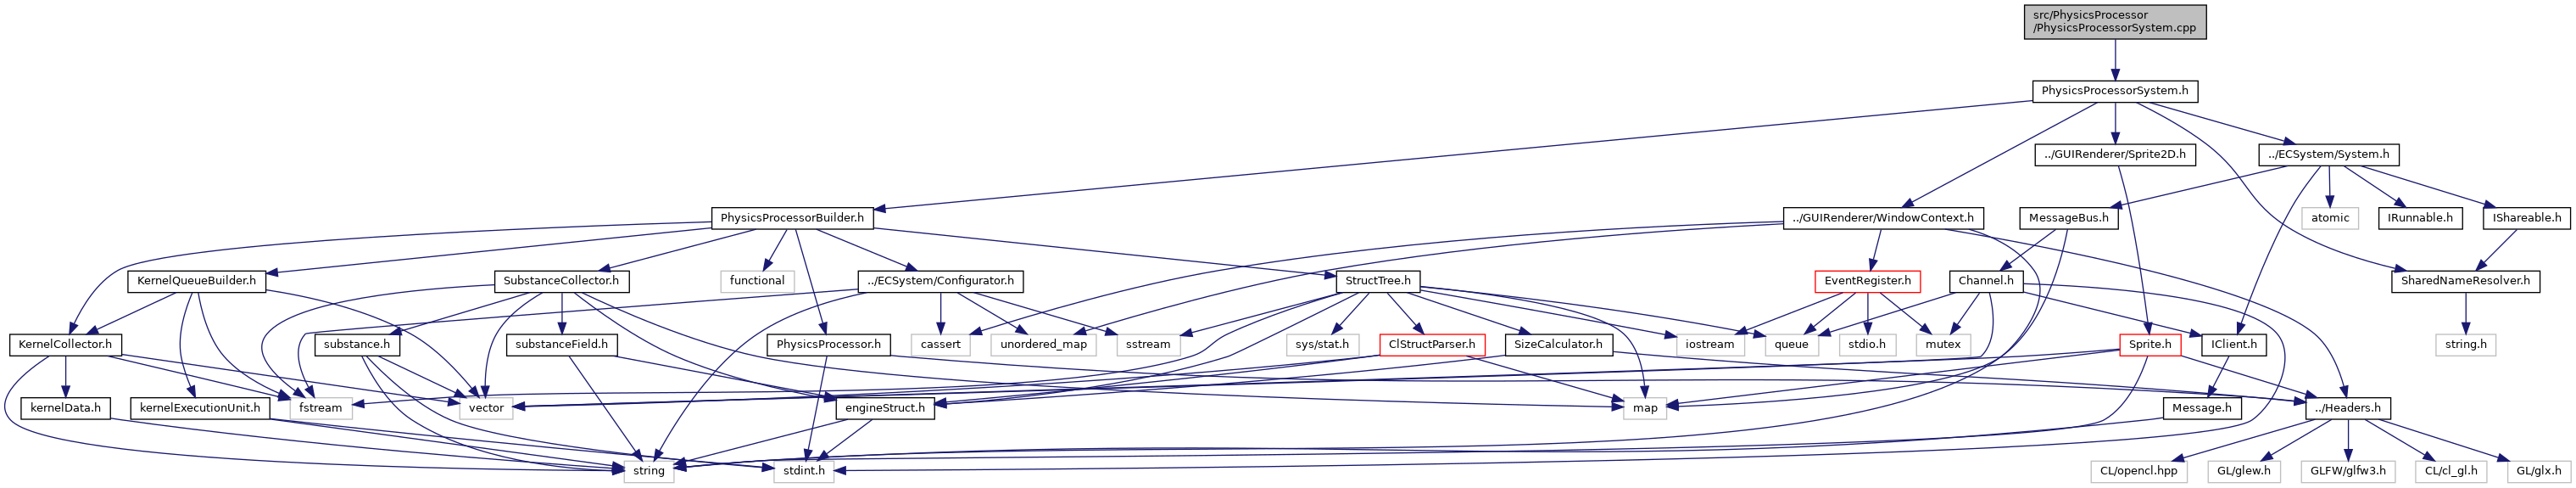 src/PhysicsProcessor
/PhysicsProcessorSystem.cpp
PhysicsProcessorSystem.h
../GUIRenderer/Sprite2D.h
../ECSystem/System.h
PhysicsProcessorBuilder.h
../GUIRenderer/WindowContext.h
MessageBus.h
atomic
IRunnable.h
IShareable.h
KernelQueueBuilder.h
SubstanceCollector.h
functional
../ECSystem/Configurator.h
StructTree.h
EventRegister.h
Channel.h
SharedNameResolver.h
KernelCollector.h
substance.h
substanceField.h
PhysicsProcessor.h
cassert
unordered_map
sstream
sys/stat.h
ClStructParser.h
SizeCalculator.h
iostream
queue
stdio.h
mutex
Sprite.h
IClient.h
string.h
kernelData.h
kernelExecutionUnit.h
fstream
vector
engineStruct.h
map
Message.h
../Headers.h
string
stdint.h
CL/opencl.hpp
GL/glew.h
GLFW/glfw3.h
CL/cl_gl.h
GL/glx.h